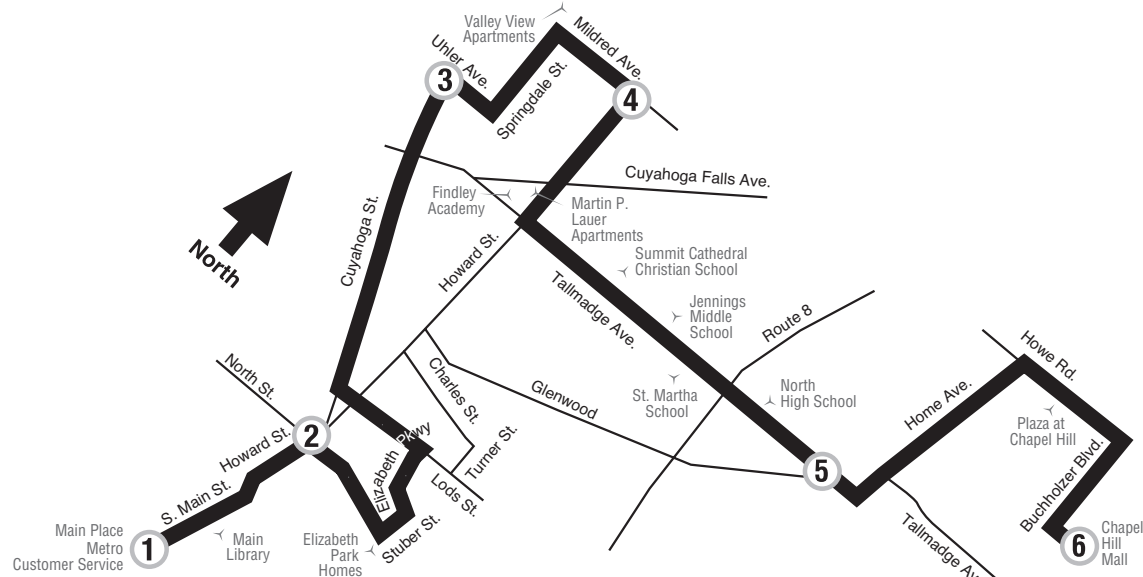 Valley View
Apartments
Mildred Ave.
Uhler Ave.
3
Springdale St.
4
Cuyahoga Falls Ave.
Findley
Academy
Martin P.
Lauer
Apartments
North
Cuyahoga St.
Howard St.
Summit Cathedral
Christian School
Tallmadge Ave.
Jennings
Middle
School
Route 8
North St.
Charles St.
Glenwood
St. Martha
School
North
High School
Home Ave.
Howe Rd.
Plaza at
Chapel Hill
Howard St.
2
Elizabeth Pkwy
Turner St.
Lods St.
5
Buchholzer Blvd.
S. Main St.
Main Place
Metro
Customer Service
1
Main
Library
Elizabeth
Park
Homes
Stuber St.
Tallmadge Av
6
Chapel
Hill
Mall